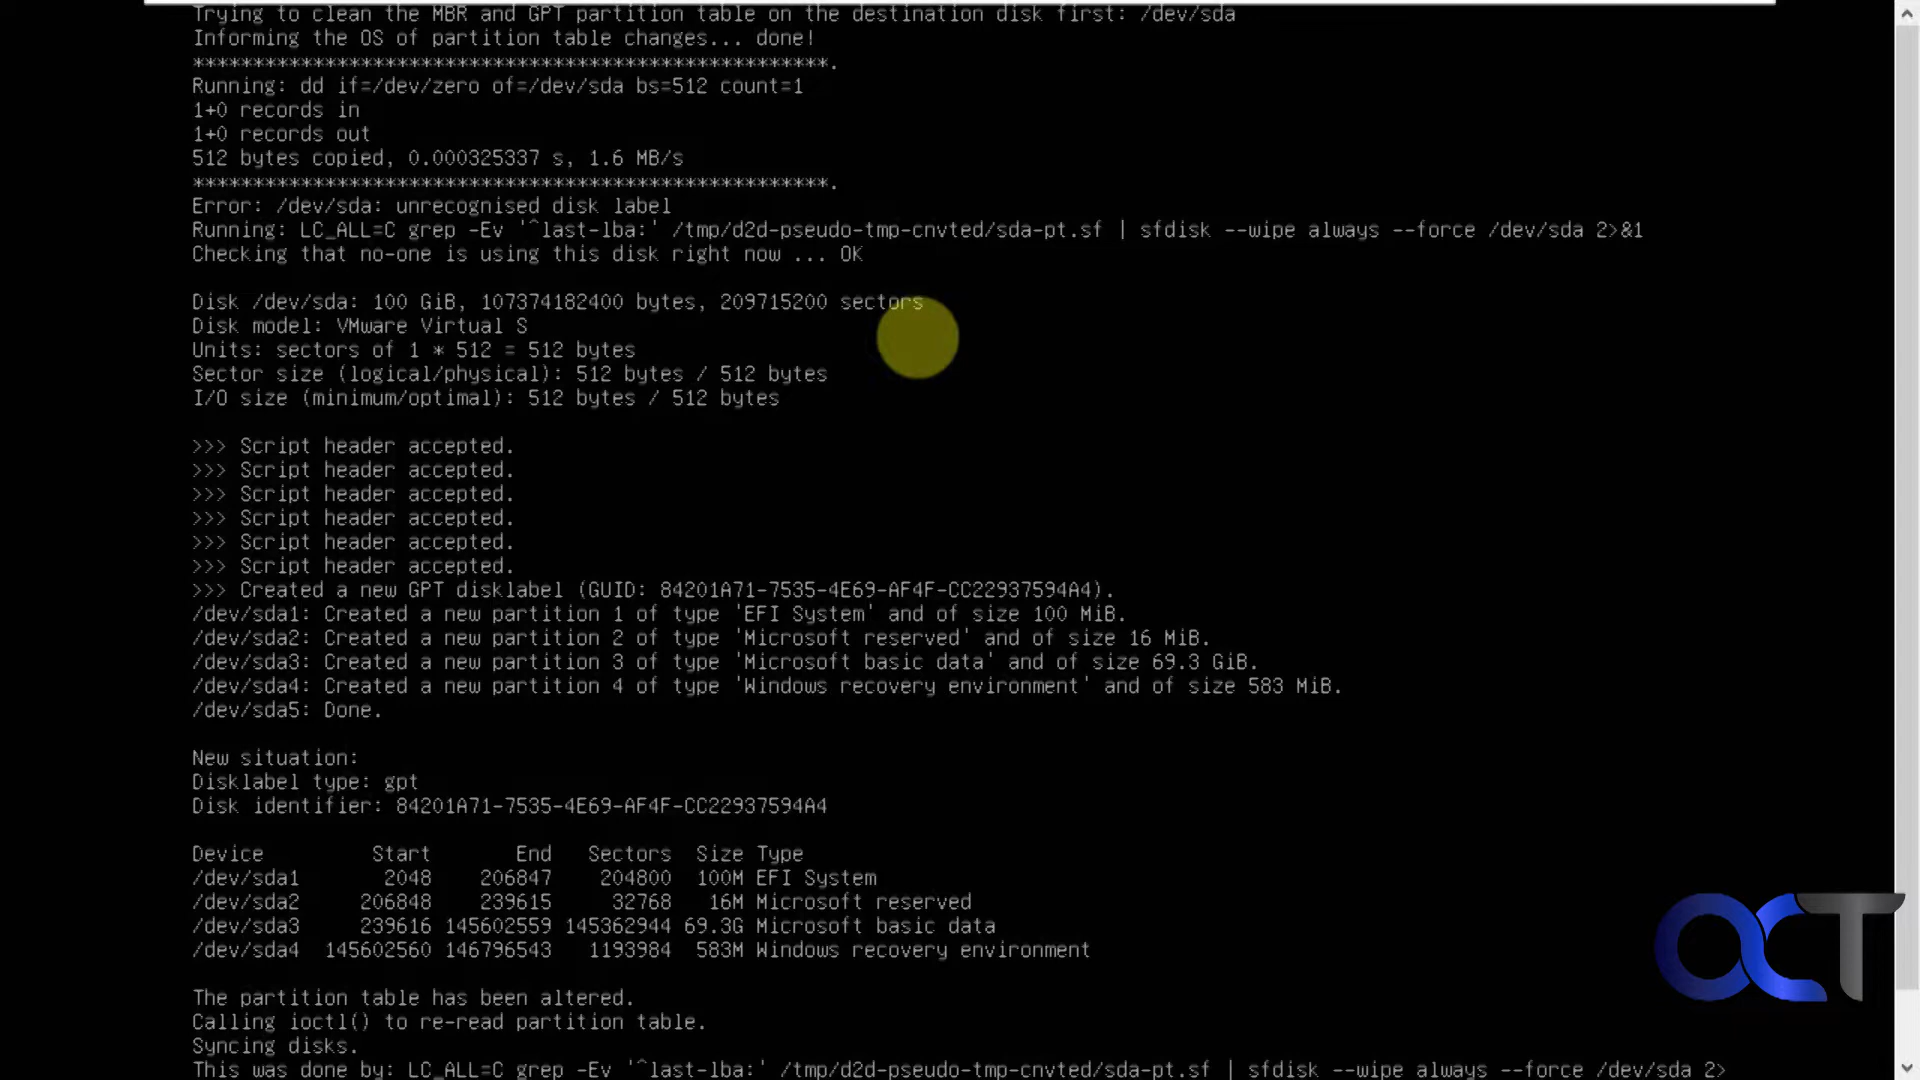 Trying to clean the MBR and GPT partition table on the destination disk first: /dev/sda
Informing the OS of partition table changes... done!
*****************************************************.
Running: dd if=/dev/zero of=/dev/sda bs=512 count=1
1+0 records in
1+0 records out
512 bytes copied, 0.000325337 s, 1.6 MB/s
*****************************************************.
Error: /dev/sda: unrecognised disk label
Running: LC_ALL=C grep -Ev '^last-lba:' /tmp/d2d-pseudo-tmp-cnvted/sda-pt.sf | sfdisk --wipe always --force /dev/sda 2>&1
Checking that no-one is using this disk right now ... OK
Disk /dev/sda: 100 GiB, 107374182400 bytes, 209715200 sectors
Disk model: VMware Virtual S
Units: sectors of 1 * 512 = 512 bytes
Sector size (logical/physical): 512 bytes / 512 bytes
I/O size (minimum/optimal): 512 bytes / 512 bytes
>>> Script header accepted.
>>> Script header accepted.
>>> Script header accepted.
>>> Script header accepted.
>>> Script header accepted.
>>> Script header accepted.
>>> Created a new GPT disklabel (GUID: 84201A71-7535-4E69-AF4F-CC22937594A4).
/dev/sda1: Created a new partition 1 of type 'EFI System' and of size 100 MiB.
/dev/sda2: Created a new partition 2 of type 'Microsoft reserved' and of size 16 MiB.
/dev/sda3: Created a new partition 3 of type 'Microsoft basic data' and of size 69.3 GiB.
/dev/sda4: Created a new partition 4 of type 'Windows recovery environment' and of size 583 MiB.
/dev/sda5: Done.
New situation:
Disklabel type: gpt
Disk identifier: 84201A71-7535-4E69-AF4F-CC22937594A4
Device Start End Sectors Size Type
/dev/sda1 2048 206847 204800 100M EFI System
/dev/sda2 206848 239615 32768 16M Microsoft reserved
/dev/sda3 239616 145602559 145362944 69.3G Microsoft basic data
/dev/sda4 145602560 146796543 1193984 583M Windows recovery environment
The partition table has been altered.
Calling ioctl() to re-read partition table.
Syncing disks.
This was done by: LC_ALL=C grep -Ev '^last-lba:' /tmp/d2d-pseudo-tmp-cnvted/sda-pt.sf | sfdisk --wipe always --force /dev/sda 2>
OCT